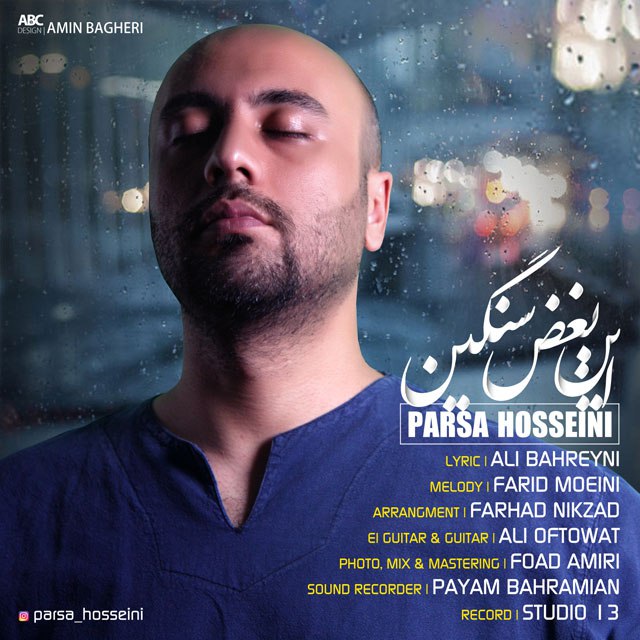 ABC
DESIGN | AMIN BAGHERI
این بغض سنگین
PARSA HOSSEINI
LYRIC | ALI BAHREYNI
MELODY | FARID MOEINI
ARRANGMENT | FARHAD NIKZAD
El GUITAR & GUITAR | ALI OFTOWAT
PHOTO, MIX & MASTERING | FOAD AMIRI
SOUND RECORDER | PAYAM BAHRAMIAN
RECORD | STUDIO 13
parsa_hosseini